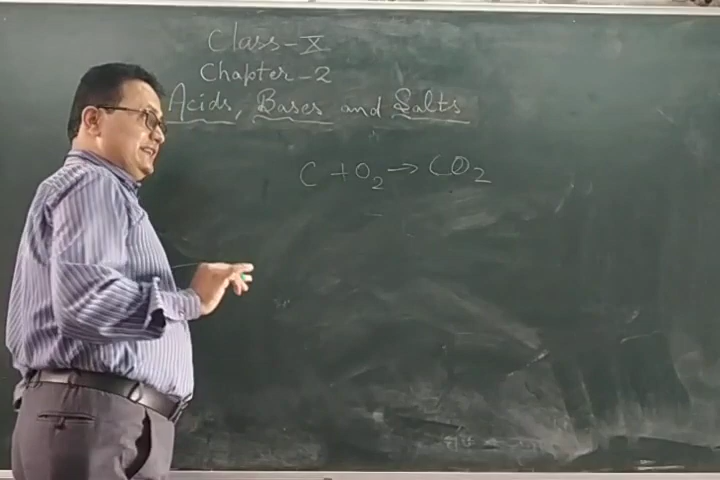 Class-X
Chapter-2
Acids, Bases and Salts
C + O₂ → CO₂